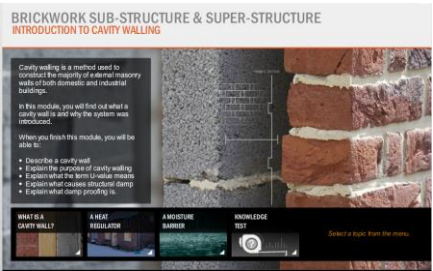 BRICKWORK SUB-STRUCTURE & SUPER-STRUCTURE
INTRODUCTION TO CAVITY WALLING
Cavity walling is a method used to
construct the majority of external masonry
walls of both domestic and industrial
buildings.
In this module, you will find out what a
cavity wall is and why the system was
introduced.
When you finish this module, you will be
able to:
• Describe a cavity wall
• Explain the purpose of cavity walling
• Explain what the term U-value means
• Explain what causes structural damp
• Explain what damp proofing is.
WHAT IS A
CAVITY WALL?
A HEAT
REGULATOR
A MOISTURE
BARRIER
KNOWLEDGE
TEST
Select a topic from the menu.